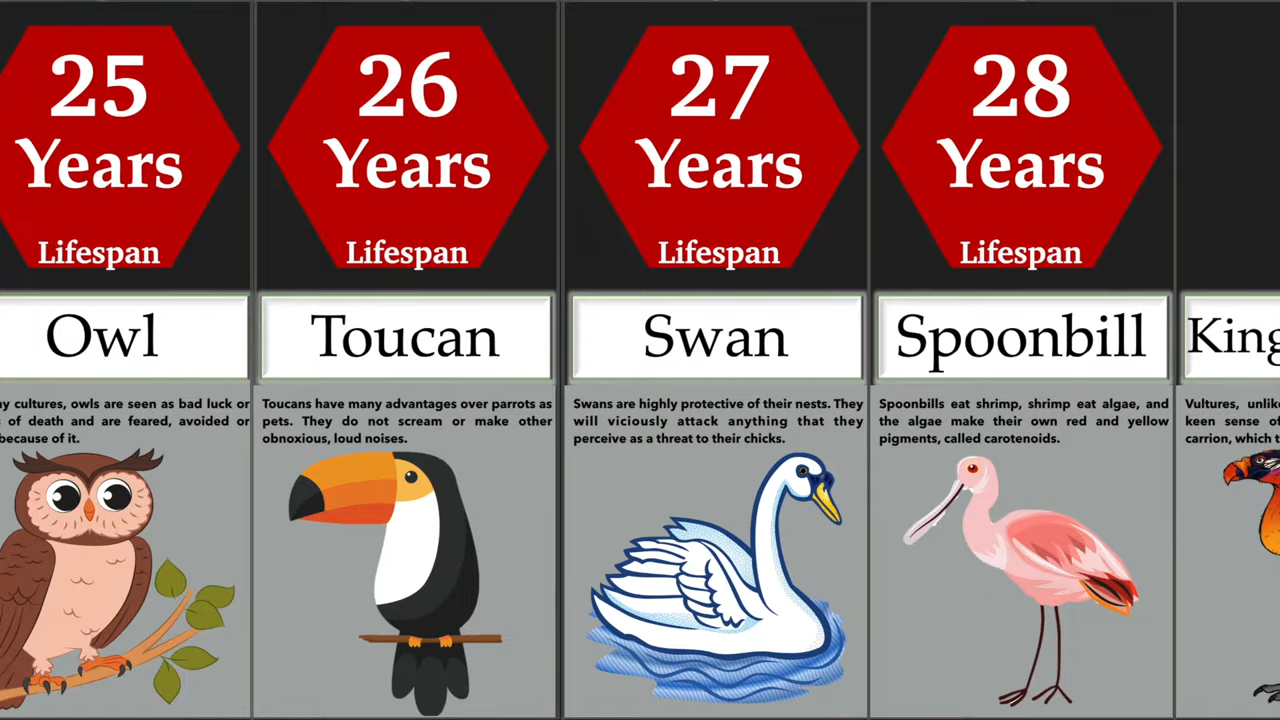 25
Years
Lifespan
Owl
cultures, owls are seen as bad luck or
of death and are feared, avoided or
because of it.
26
Years
Lifespan
Toucan
Toucans have many advantages over parrots as
pets. They do not scream or make other
obnoxious, loud noises.
27
Years
Lifespan
Swan
Swans are highly protective of their nests. They
will viciously attack anything that they
perceive as a threat to their chicks.
28
Years
Lifespan
Spoonbill
Spoonbills eat shrimp, shrimp eat algae, and
the algae make their own red and yellow
pigments, called carotenoids.
King
Vultures, unlik
keen sense of
carrion, which t